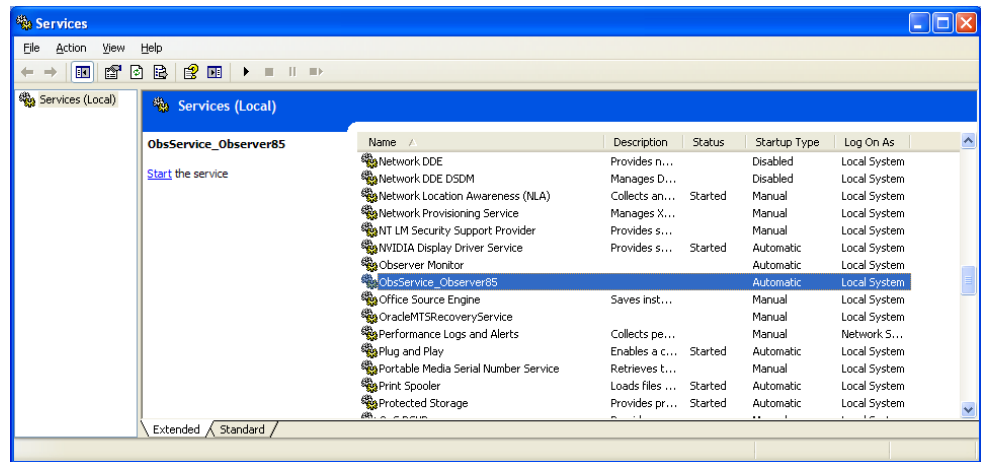 Services
File Action View Help
Services (Local)
Services (Local)
ObsService_Observer85
Start the service
Name Description Status Startup Type Log On As
Network DDE Provides n... Disabled Local System
Network DDE DSDM Manages D... Disabled Local System
Network Location Awareness (NLA) Collects an... Started Manual Local System
Network Provisioning Service Manages X... Manual Local System
NT LM Security Support Provider Provides s... Manual Local System
NVIDIA Display Driver Service Provides s... Started Automatic Local System
Observer Monitor Automatic Local System
ObsService_Observer85 Automatic Local System
Office Source Engine Saves inst... Manual Local System
OracleMTSRecoveryService Manual Local System
Performance Logs and Alerts Collects pe... Manual Network S...
Plug and Play Enables a c... Started Automatic Local System
Portable Media Serial Number Service Retrieves t... Manual Local System
Print Spooler Loads files ... Started Automatic Local System
Protected Storage Provides pr... Started Automatic Local System
Extended Standard